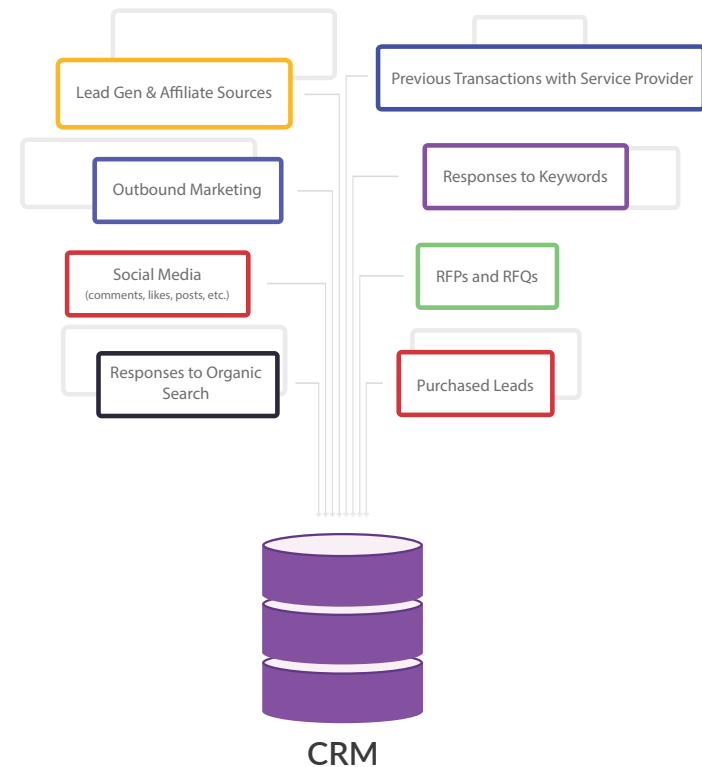 Lead Gen & Affiliate Sources
Previous Transactions with Service Provider
Outbound Marketing
Responses to Keywords
Social Media
(comments, likes, posts, etc.)
RFPs and RFQs
Responses to Organic
Search
Purchased Leads
CRM